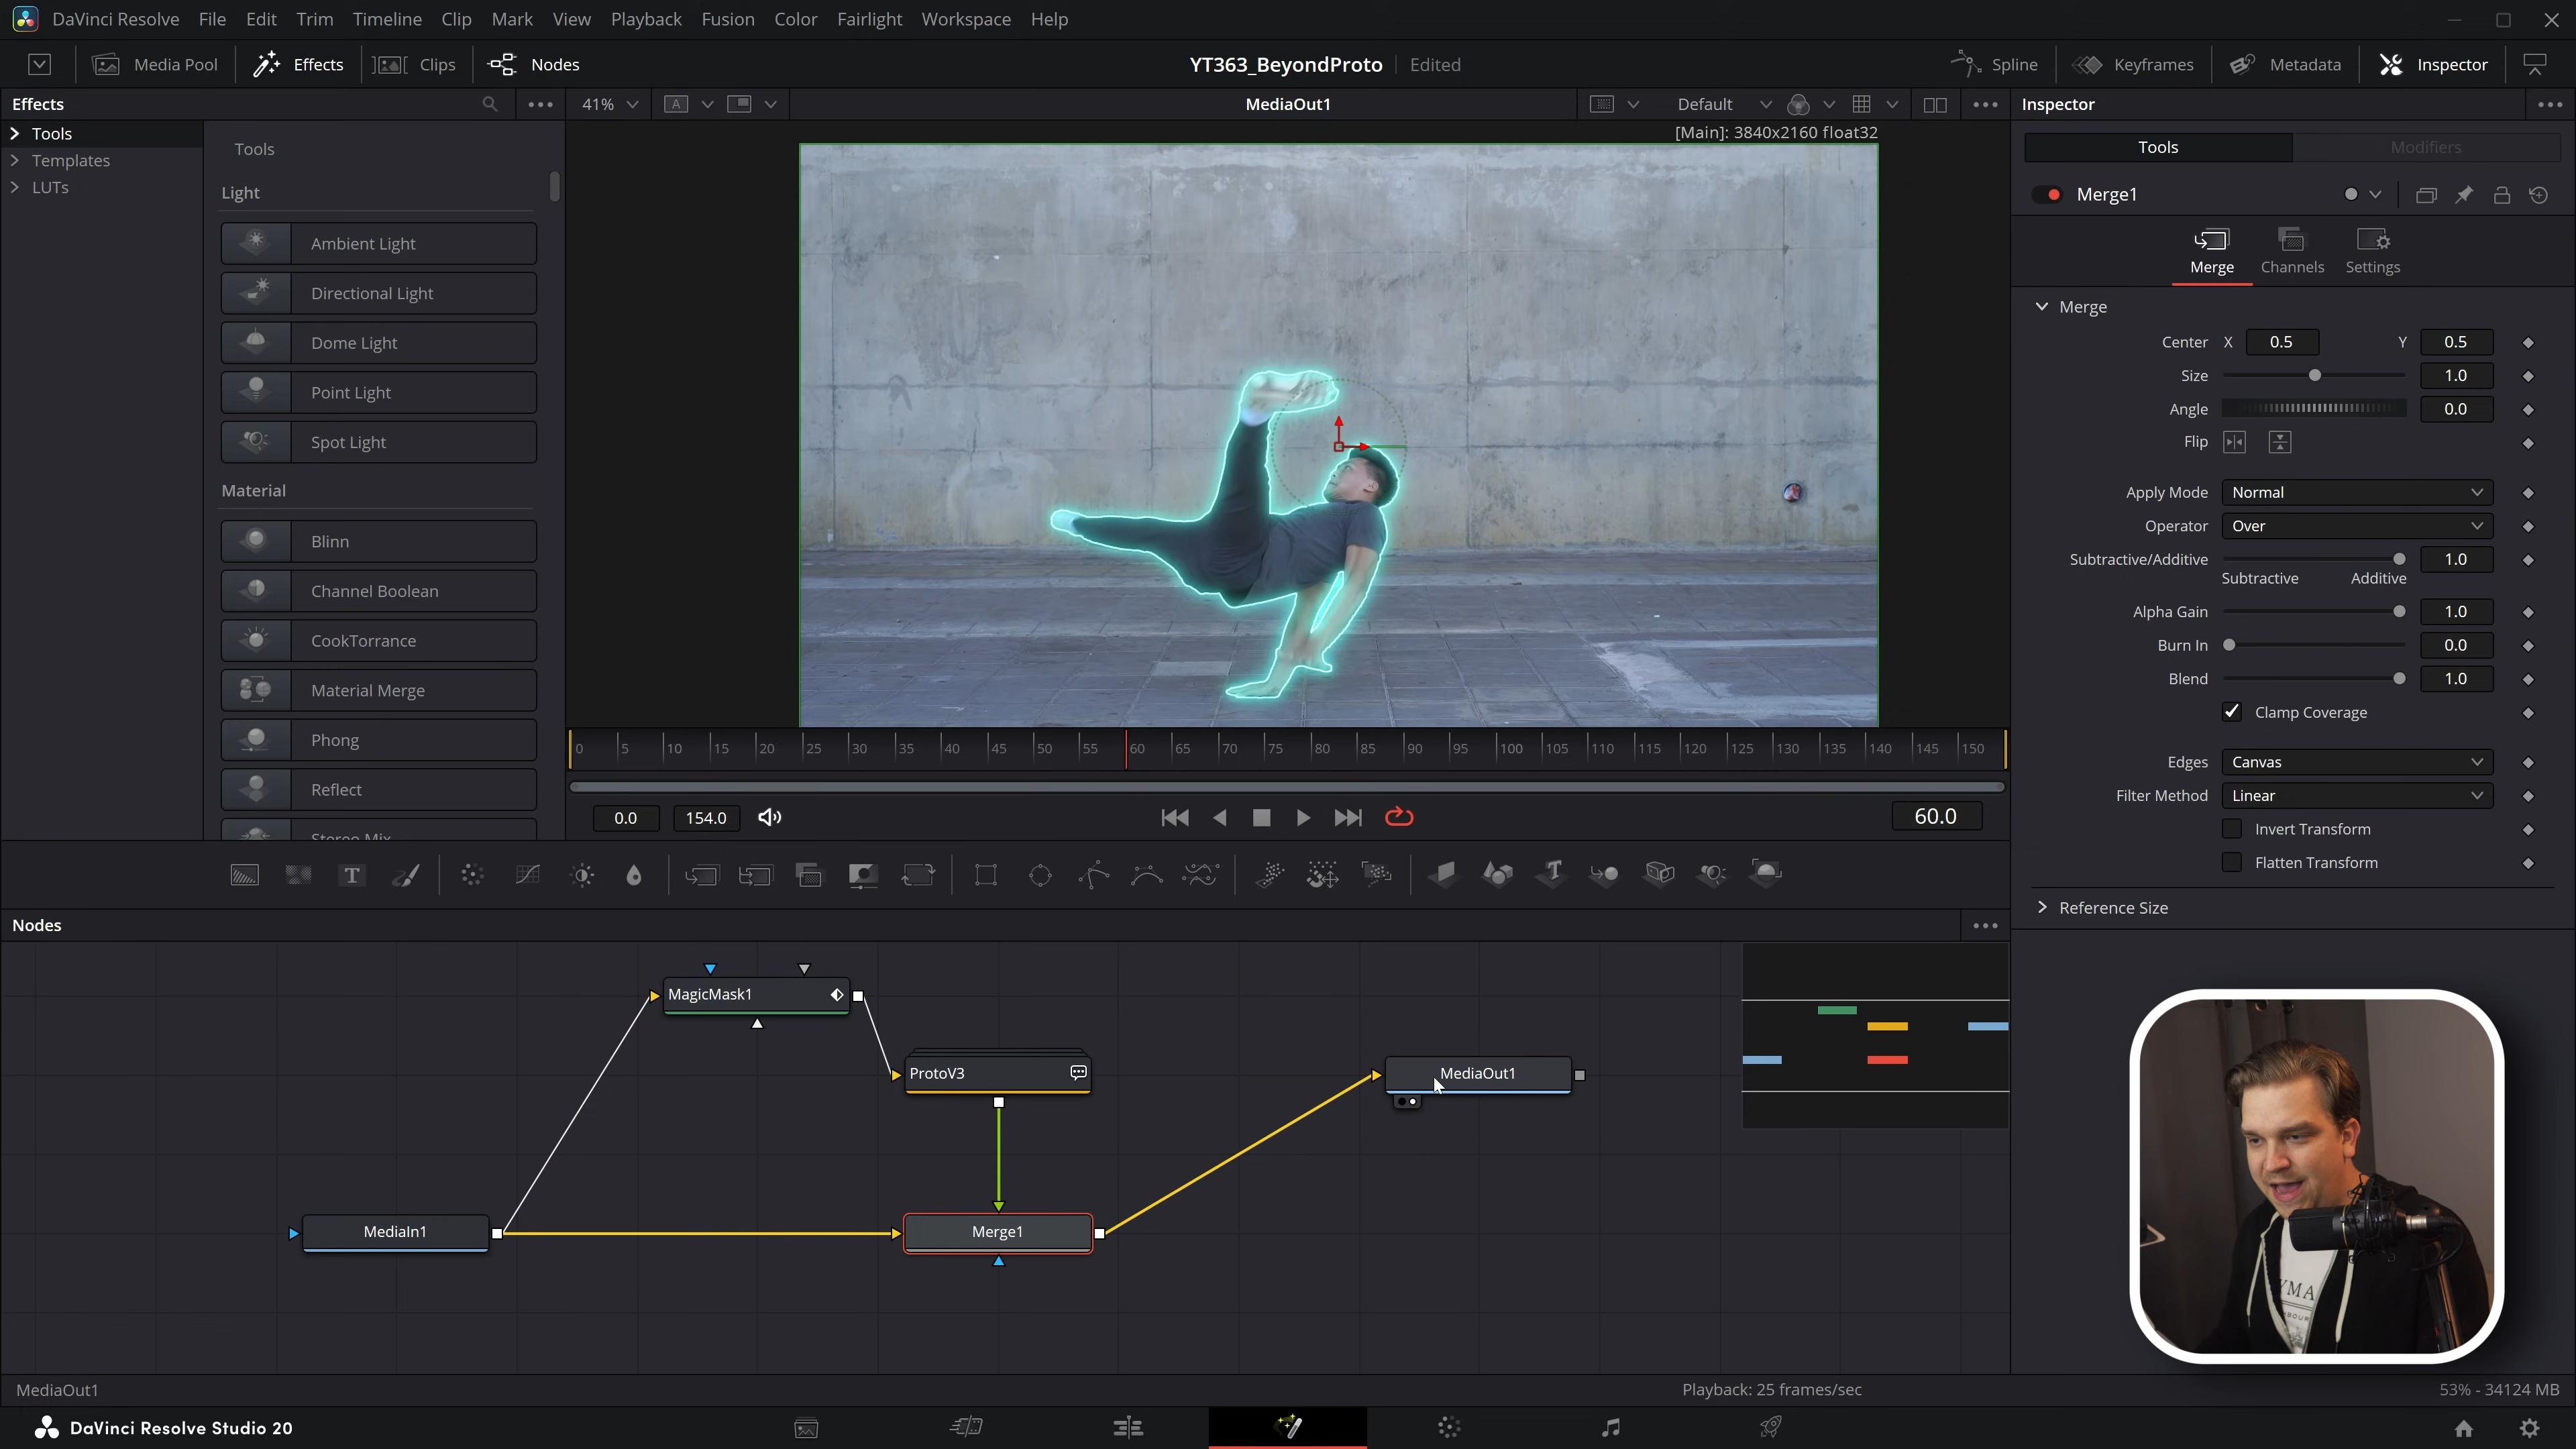 DaVinci Resolve File Edit Trim Timeline Clip Mark View Playback Fusion Color Fairlight Workspace Help
Media Pool Effects Clips Nodes YT363_BeyondProto Edited Spline Keyframes Metadata Inspector
Effects 41% A MediaOut1 Default Inspector
[Main]: 3840x2160 float32
Tools
Templates
LUTs
Tools
Light
Ambient Light
Directional Light
Dome Light
Point Light
Spot Light
Material
Blinn
Channel Boolean
CookTorrance
Material Merge
Phong
Reflect
Stereo Mix
0 5 10 15 20 25 30 35 40 45 50 55 60 65 70 75 80 85 90 95 100 105 110 115 120 125 130 135 140 145 150
0.0 154.0 60.0
T T
Tools Modifiers
Merge1
Merge Channels Settings
Merge
Center X 0.5 Y 0.5
Size 1.0
Angle 0.0
Flip
Apply Mode Normal
Operator Over
Subtractive/Additive 1.0
Subtractive Additive
Alpha Gain 1.0
Burn In 0.0
Blend 1.0
Clamp Coverage
Edges Canvas
Filter Method Linear
Invert Transform
Flatten Transform
Reference Size
Nodes
MagicMask1
ProtoV3
MediaOut1
MediaIn1
Merge1
MediaOut1 Playback: 25 frames/sec 53% - 34124 MB
DaVinci Resolve Studio 20